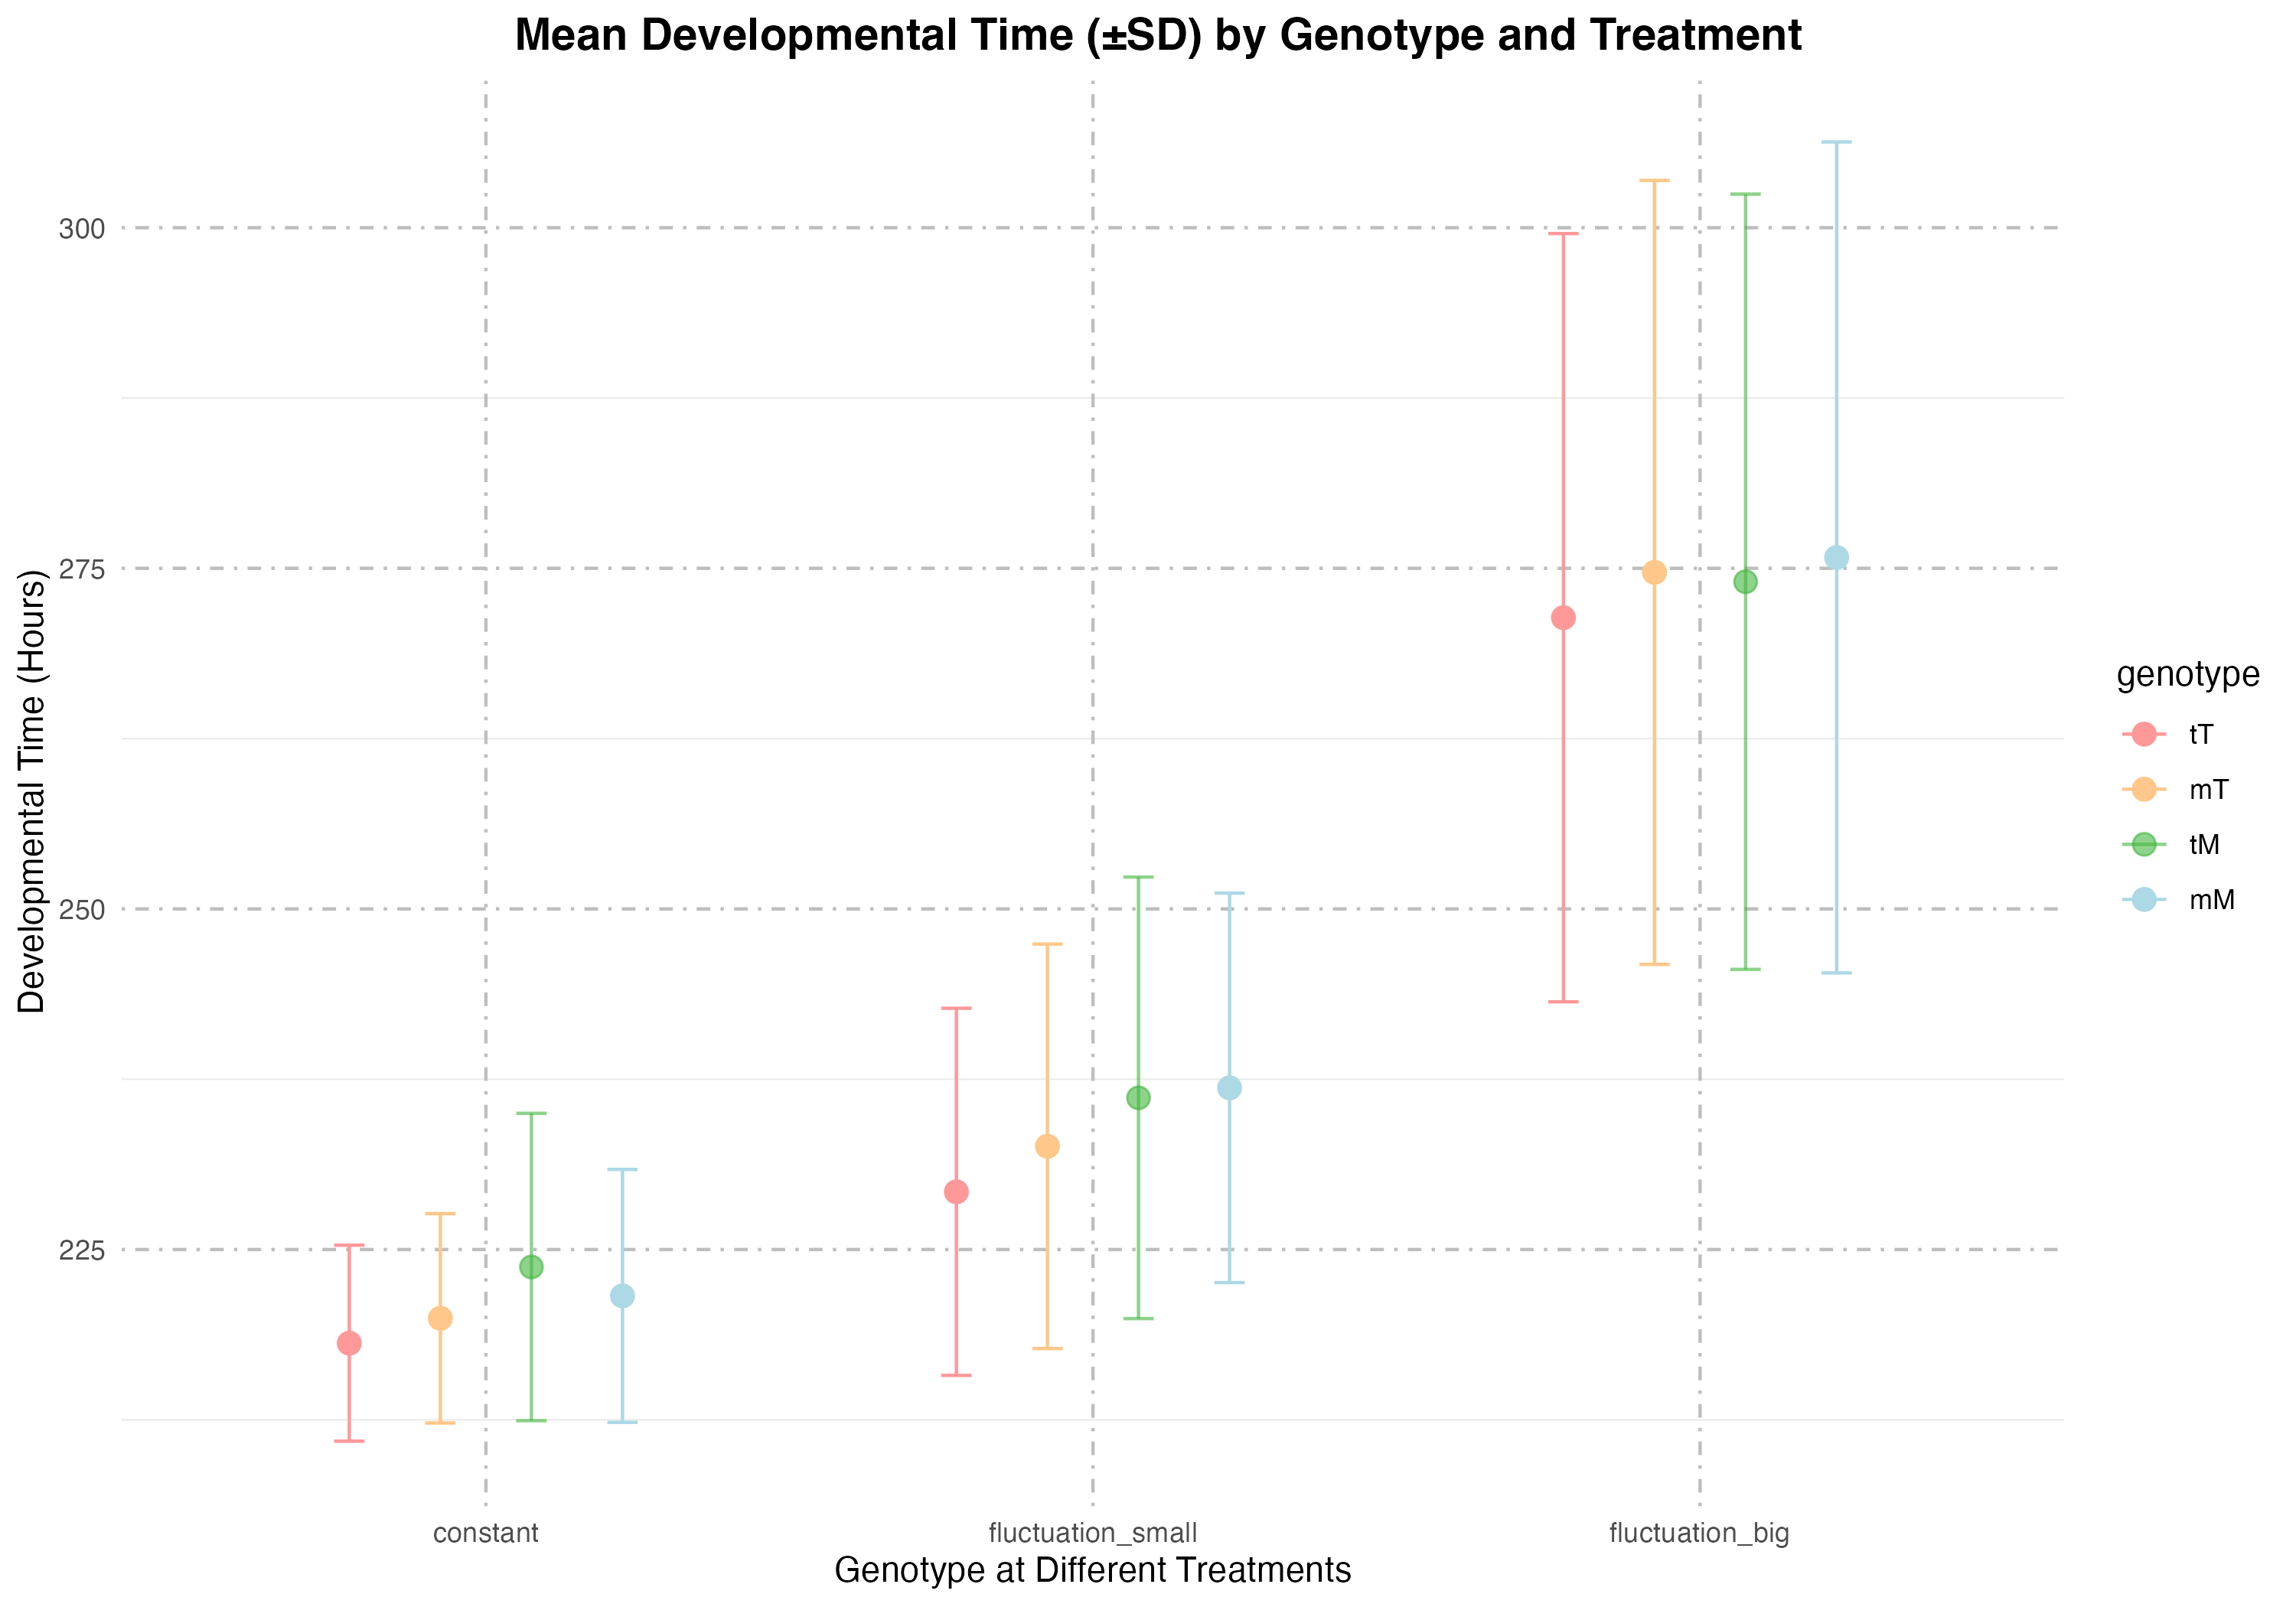 Mean Developmental Time (±SD) by Genotype and Treatment
Developmental Time (Hours)
300
275
250
225
constant
fluctuation_small
fluctuation_big
Genotype at Different Treatments
genotype
tT
mT
tM
mM